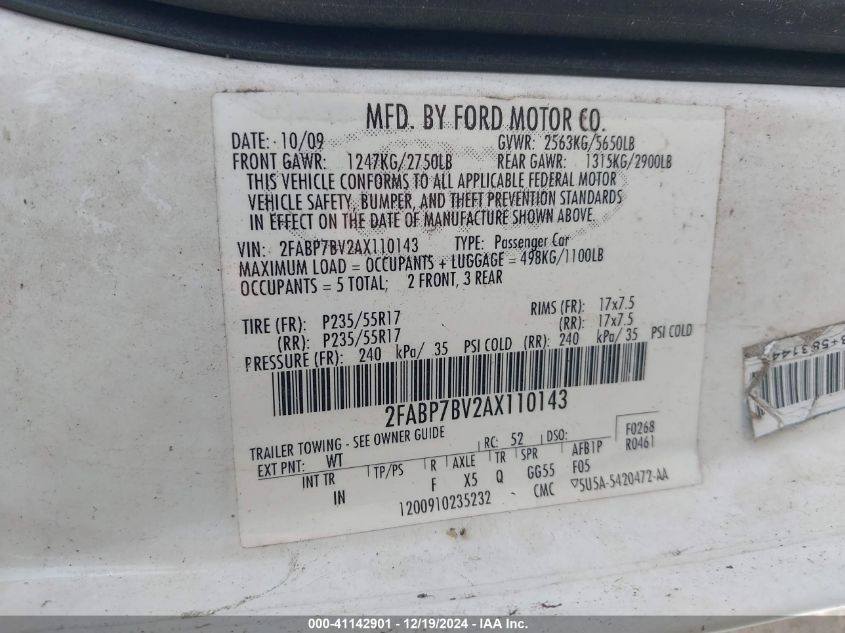 MFD. BY FORD MOTOR CO.
DATE: 10/09 GVWR: 2563KG/5650LB
FRONT GAWR: 1247KG/2750LB REAR GAWR: 1315KG/2900LB
THIS VEHICLE CONFORMS TO ALL APPLICABLE FEDERAL MOTOR
VEHICLE SAFETY, BUMPER, AND THEFT PREVENTION STANDARDS
IN EFFECT ON THE DATE OF MANUFACTURE SHOWN ABOVE.
VIN: 2FABP7BV2AX110143 TYPE: Passenger Car
MAXIMUM LOAD = OCCUPANTS + LUGGAGE = 498KG/1100LB
OCCUPANTS = 5 TOTAL; 2 FRONT, 3 REAR
TIRE (FR): P235/55R17 RIMS (FR): 17x7.5
(RR): P235/55R17 (RR): 17x7.5
PRESSURE (FR): 240 kPa/ 35 PSI COLD (RR): 240 kPa/ 35 PSI COLD
2FABP7BV2AX110143
TRAILER TOWING - SEE OWNER GUIDE
F0268
EXT PNT: WT RC: 52 DSO: R0461
INT TR TP/PS R AXLE TR SPR AFB1P
IN F X5 Q GG55 F05
1200910235232 CMC ▽5U5A-5420472-AA
000-41142901 - 12/19/2024 - IAA Inc.